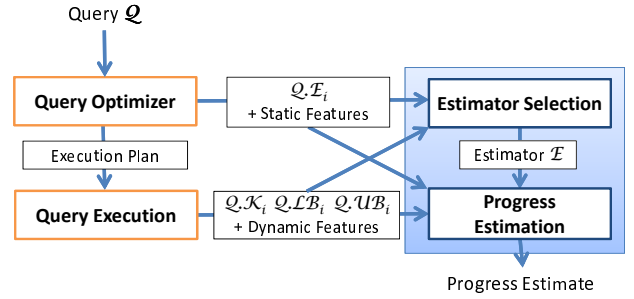 Query 𝓠
Query Optimizer
𝒬.ℰᵢ
+ Static Features
Estimator Selection
Execution Plan
Estimator ℰ
Query Execution
𝒬.𝒦ᵢ 𝒬.ℒℬᵢ 𝒬.𝒰ℬᵢ
+ Dynamic Features
Progress
Estimation
Progress Estimate